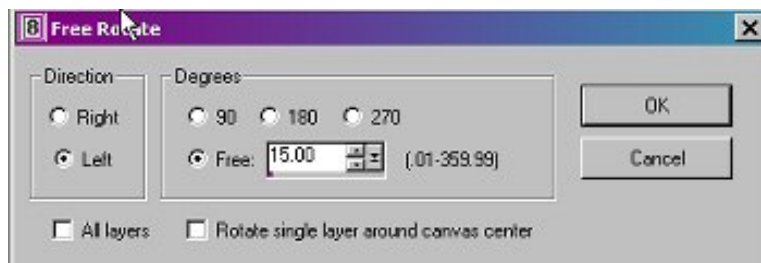 8 Free Rotate
Direction
Right
Left
Degrees
90 180 270
Free: 15.00 (.01-359.99)
OK
Cancel
All layers Rotate single layer around canvas center